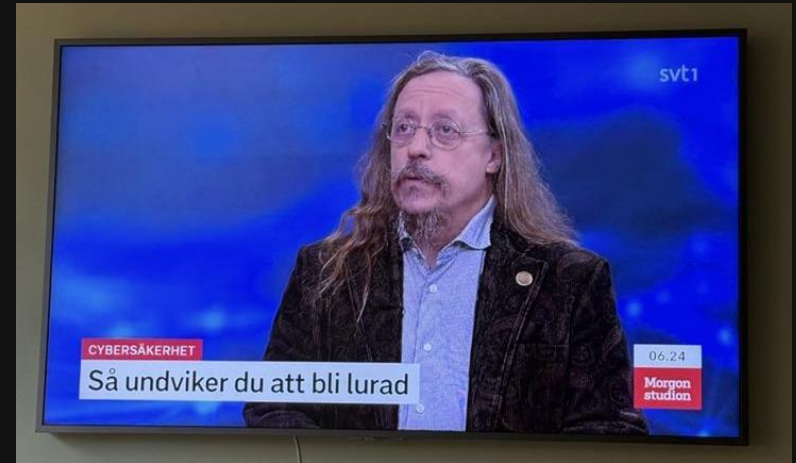 svt1
CYBERSÄKERHET
Så undviker du att bli lurad
06.24
Morgon
studion